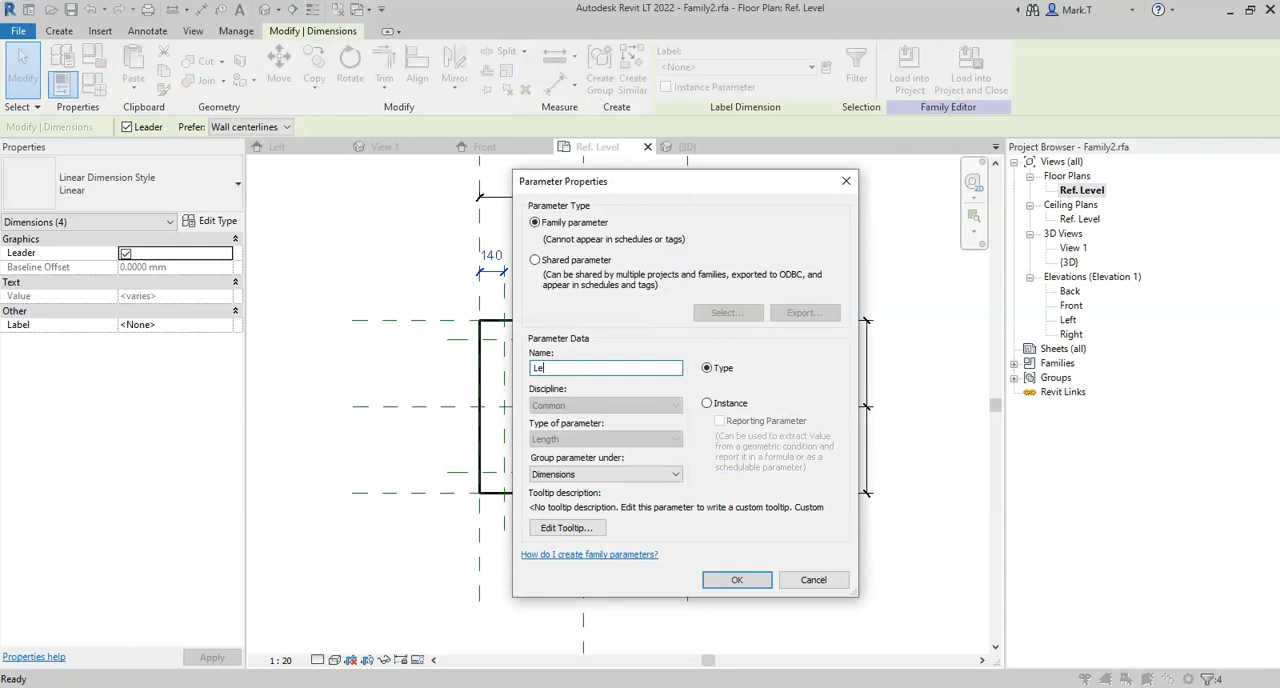 Autodesk Revit LT 2022 - Family2.rfa - Floor Plan: Ref. Level
Mark.T
File Create Insert Annotate View Manage Modify | Dimensions
Modify
Paste
Cut
Join
Move Copy Rotate Trim Align Mirror
Split
Create Group
Create Similar
Label:
<None>
Instance Parameter
Filter
Load into Project
Load into Project and Close
Select Properties Clipboard Geometry Modify Measure Create Label Dimension Selection Family Editor
Modify | Dimensions Leader Prefer: Wall centerlines
Properties
Linear Dimension Style
Linear
Dimensions (4) Edit Type
Graphics
Leader
Baseline Offset 0.0000 mm
Text
Value <varies>
Other
Label <None>
Properties help Apply
Left View 1 Front Ref. Level {3D}
140
Parameter Properties
Parameter Type
Family parameter
(Cannot appear in schedules or tags)
Shared parameter
(Can be shared by multiple projects and families, exported to ODBC, and
appear in schedules and tags)
Select... Export...
Parameter Data
Name:
Le
Type
Discipline:
Common
Instance
Reporting Parameter
(Can be used to extract value
from a geometric condition and
report it in a formula or as a
schedulable parameter)
Type of parameter:
Length
Group parameter under:
Dimensions
Tooltip description:
<No tooltip description. Edit this parameter to write a custom tooltip. Custom
Edit Tooltip...
How do I create family parameters?
OK Cancel
2D
Project Browser - Family2.rfa
Views (all)
Floor Plans
Ref. Level
Ceiling Plans
Ref. Level
3D Views
View 1
{3D}
Elevations (Elevation 1)
Back
Front
Left
Right
Sheets (all)
Families
Groups
Revit Links
1 : 20
Ready
:4